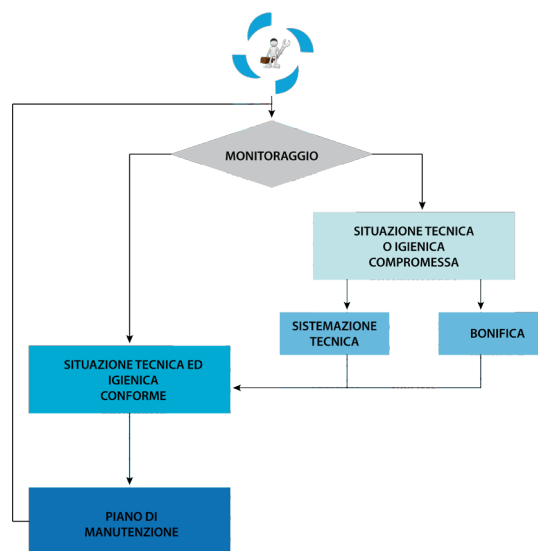 MONITORAGGIO
SITUAZIONE TECNICA
O IGIENICA
COMPROMESSA
SISTEMAZIONE
TECNICA
BONIFICA
SITUAZIONE TECNICA ED
IGIENICA
CONFORME
PIANO DI
MANUTENZIONE